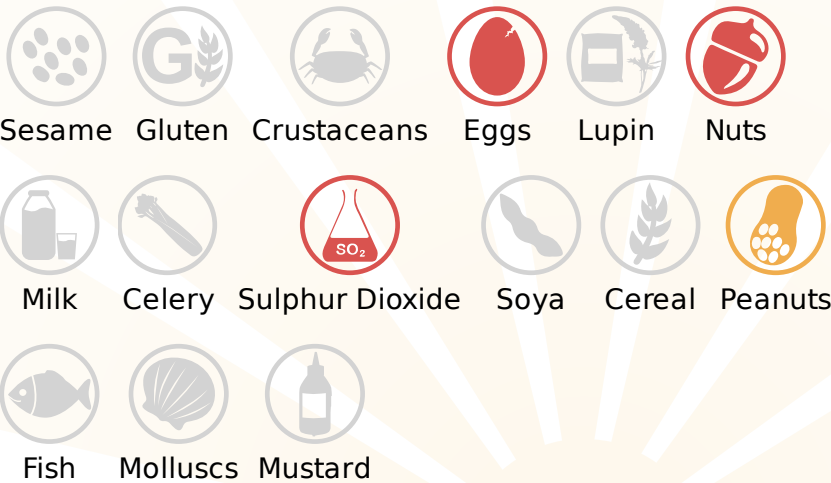 G
Sesame Gluten Crustaceans Eggs Lupin Nuts
SO₂
Milk Celery Sulphur Dioxide Soya Cereal Peanuts
Fish Molluscs Mustard